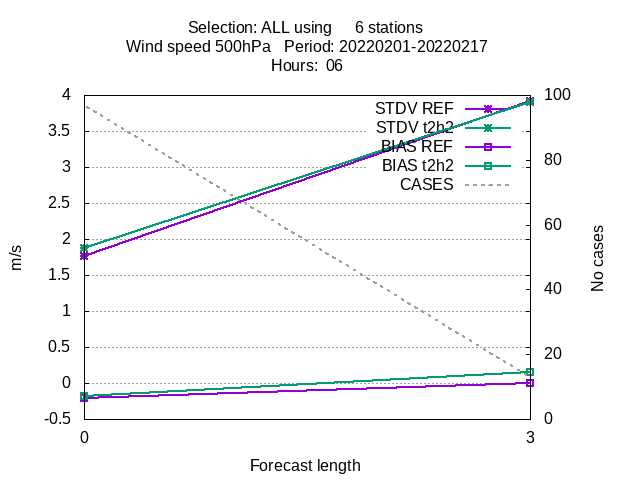 Selection: ALL using 6 stations
Wind speed 500hPa Period: 20220201-20220217
Hours: 06
4
3.5
3
2.5
2
1.5
1
0.5
0
-0.5
m/s
STDV REF
STDV t2h2
BIAS REF
BIAS t2h2
CASES
100
80
60
40
20
0
No cases
0
3
Forecast length